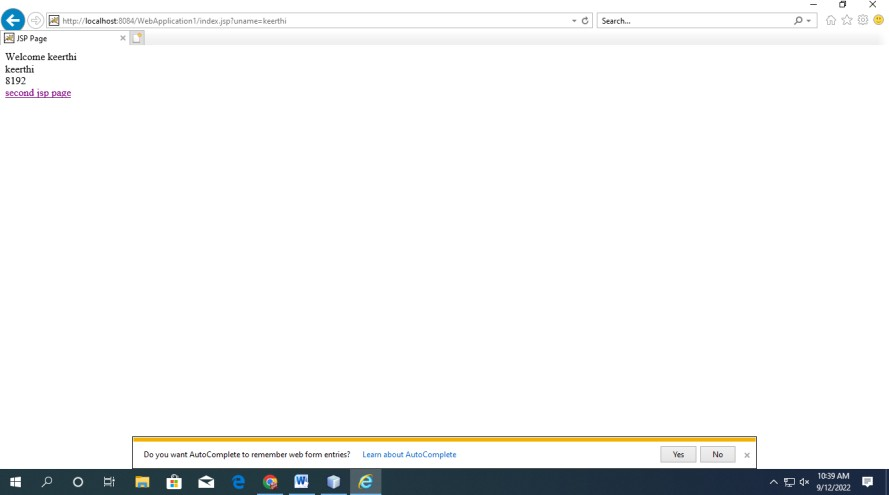 http://localhost:8084/WebApplication1/index.jsp?uname=keerthi
Search...
JSP Page
Welcome keerthi
keerthi
8192
second jsp page
Do you want AutoComplete to remember web form entries? Learn about AutoComplete Yes No
10:39 AM
9/12/2022